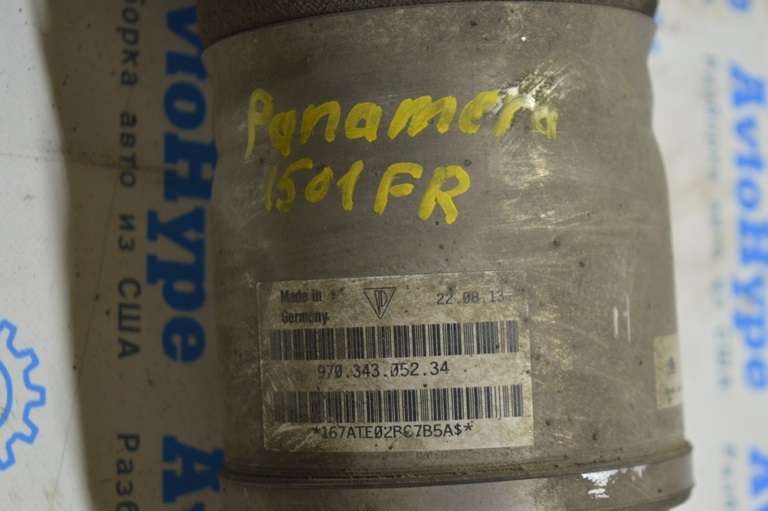 Panamera
1501 FR
Made in
Germany.
22.08.13
970.343.052.34
*167ATE02RC7B5A$*
AvtoHype
Разборка авто из США
AvtoHype